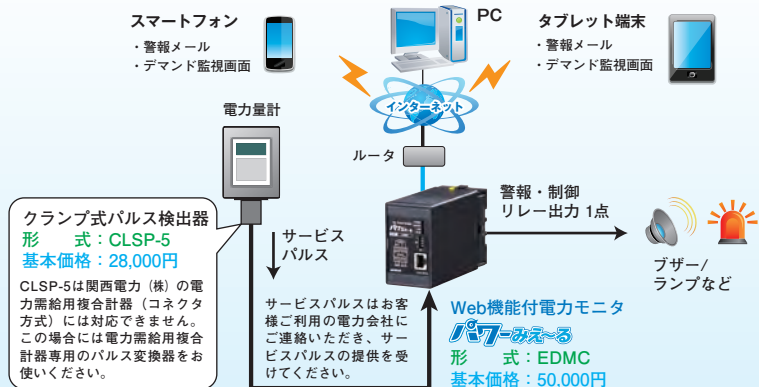 スマートフォン
・警報メール
・デマンド監視画面
PC
タブレット端末
・警報メール
・デマンド監視画面
インターネット
電力量計
ルータ
クランプ式パルス検出器
形　　式：CLSP-5
基本価格：28,000円
CLSP-5は関西電力（株）の電
力需給用複合計器（コネクタ
方式）には対応できません。
この場合には電力需給用複合
計器専用のパルス変換器をお
使いください。
サービス
パルス
サービスパルスはお客
様ご利用の電力会社に
ご連絡いただき、サー
ビスパルスの提供を受
けてください。
警報・制御
リレー出力 1点
ブザー/
ランプなど
Web機能付電力モニタ
パワーみえ〜る
形　　式：EDMC
基本価格：50,000円